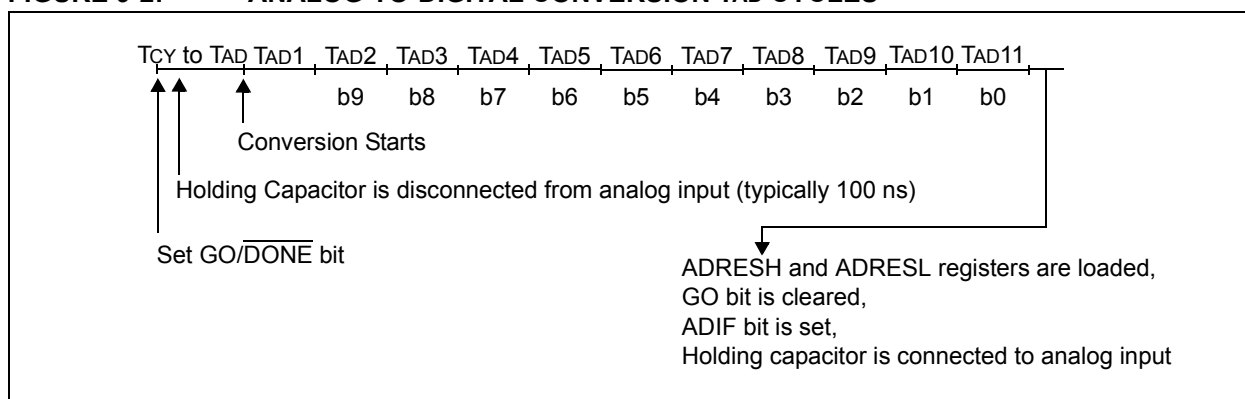 FIGURE 9-2: ANALOG-TO-DIGITAL CONVERSION TAD CYCLES
TCY to TAD TAD1 TAD2 TAD3 TAD4 TAD5 TAD6 TAD7 TAD8 TAD9 TAD10 TAD11
b9 b8 b7 b6 b5 b4 b3 b2 b1 b0
Conversion Starts
Holding Capacitor is disconnected from analog input (typically 100 ns)
Set GO/DONE bit
ADRESH and ADRESL registers are loaded,
GO bit is cleared,
ADIF bit is set,
Holding capacitor is connected to analog input